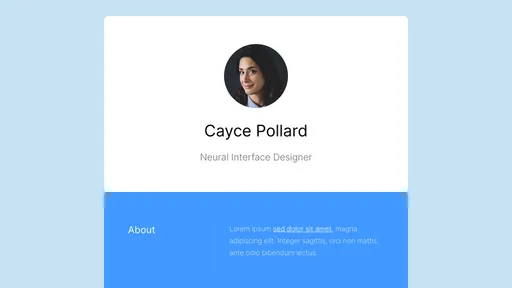 Cayce Pollard
Neural Interface Designer
About
Lorem ipsum sed dolor sit amet, magna
adipiscing elit. Integer sagittis, orci non mattis,
ante odio bibendum lectus.